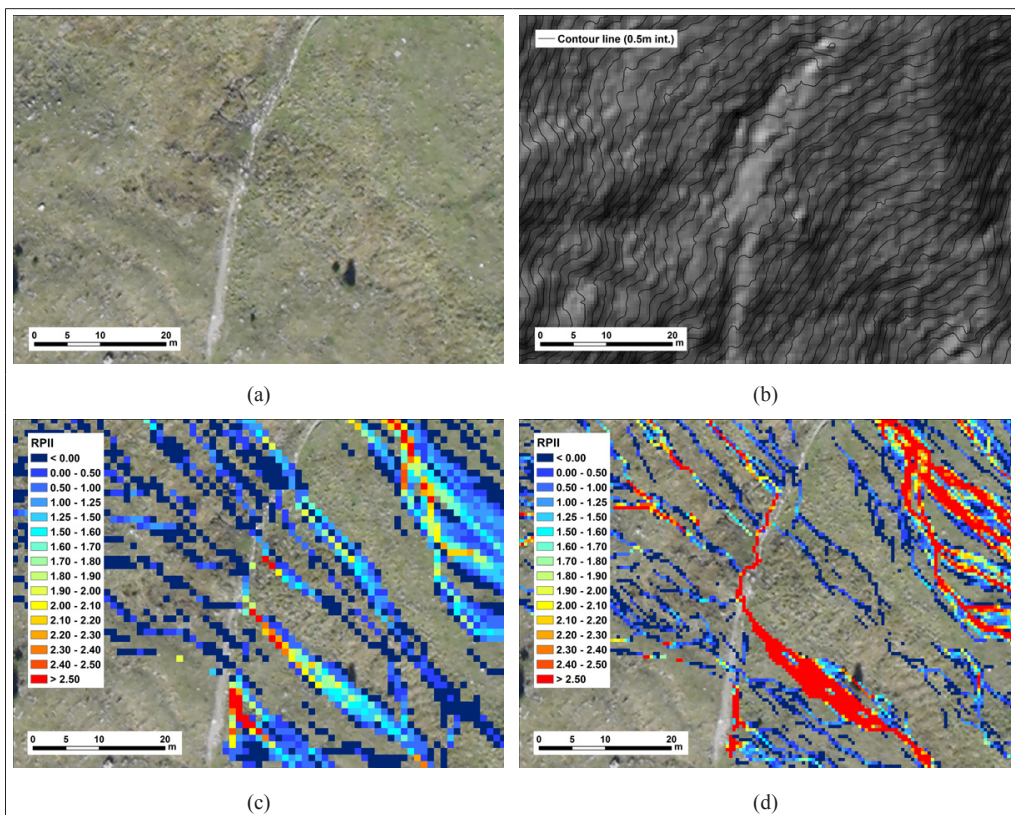 Contour line (0.5m int.)
0 5 10 20
m
0 5 10 20
m
(a)
(b)
RPII
< 0.00
0.00 - 0.50
0.50 - 1.00
1.00 - 1.25
1.25 - 1.50
1.50 - 1.60
1.60 - 1.70
1.70 - 1.80
1.80 - 1.90
1.90 - 2.00
2.00 - 2.10
2.10 - 2.20
2.20 - 2.30
2.30 - 2.40
2.40 - 2.50
> 2.50
0 5 10 20
m
RPII
< 0.00
0.00 - 0.50
0.50 - 1.00
1.00 - 1.25
1.25 - 1.50
1.50 - 1.60
1.60 - 1.70
1.70 - 1.80
1.80 - 1.90
1.90 - 2.00
2.00 - 2.10
2.10 - 2.20
2.20 - 2.30
2.30 - 2.40
2.40 - 2.50
> 2.50
0 5 10 20
m
(c)
(d)